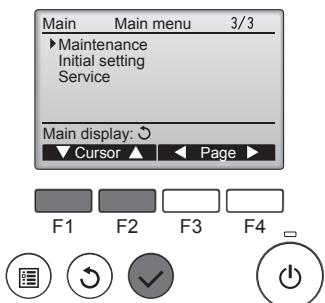 Main Main menu 3/3
Maintenance
Initial setting
Service
Main display:
Cursor Page
F1 F2 F3 F4